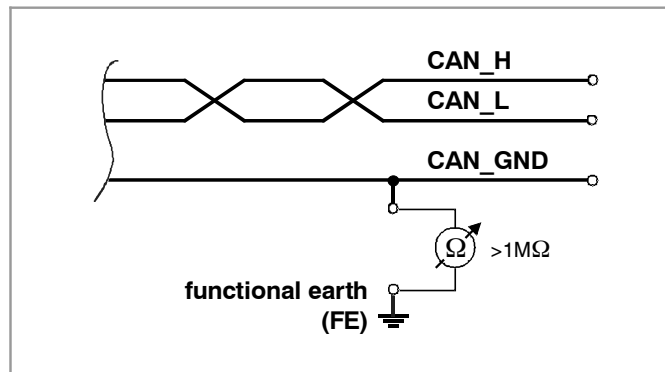 CAN_H
CAN_L
CAN_GND
Ω >1MΩ
functional earth
(FE)